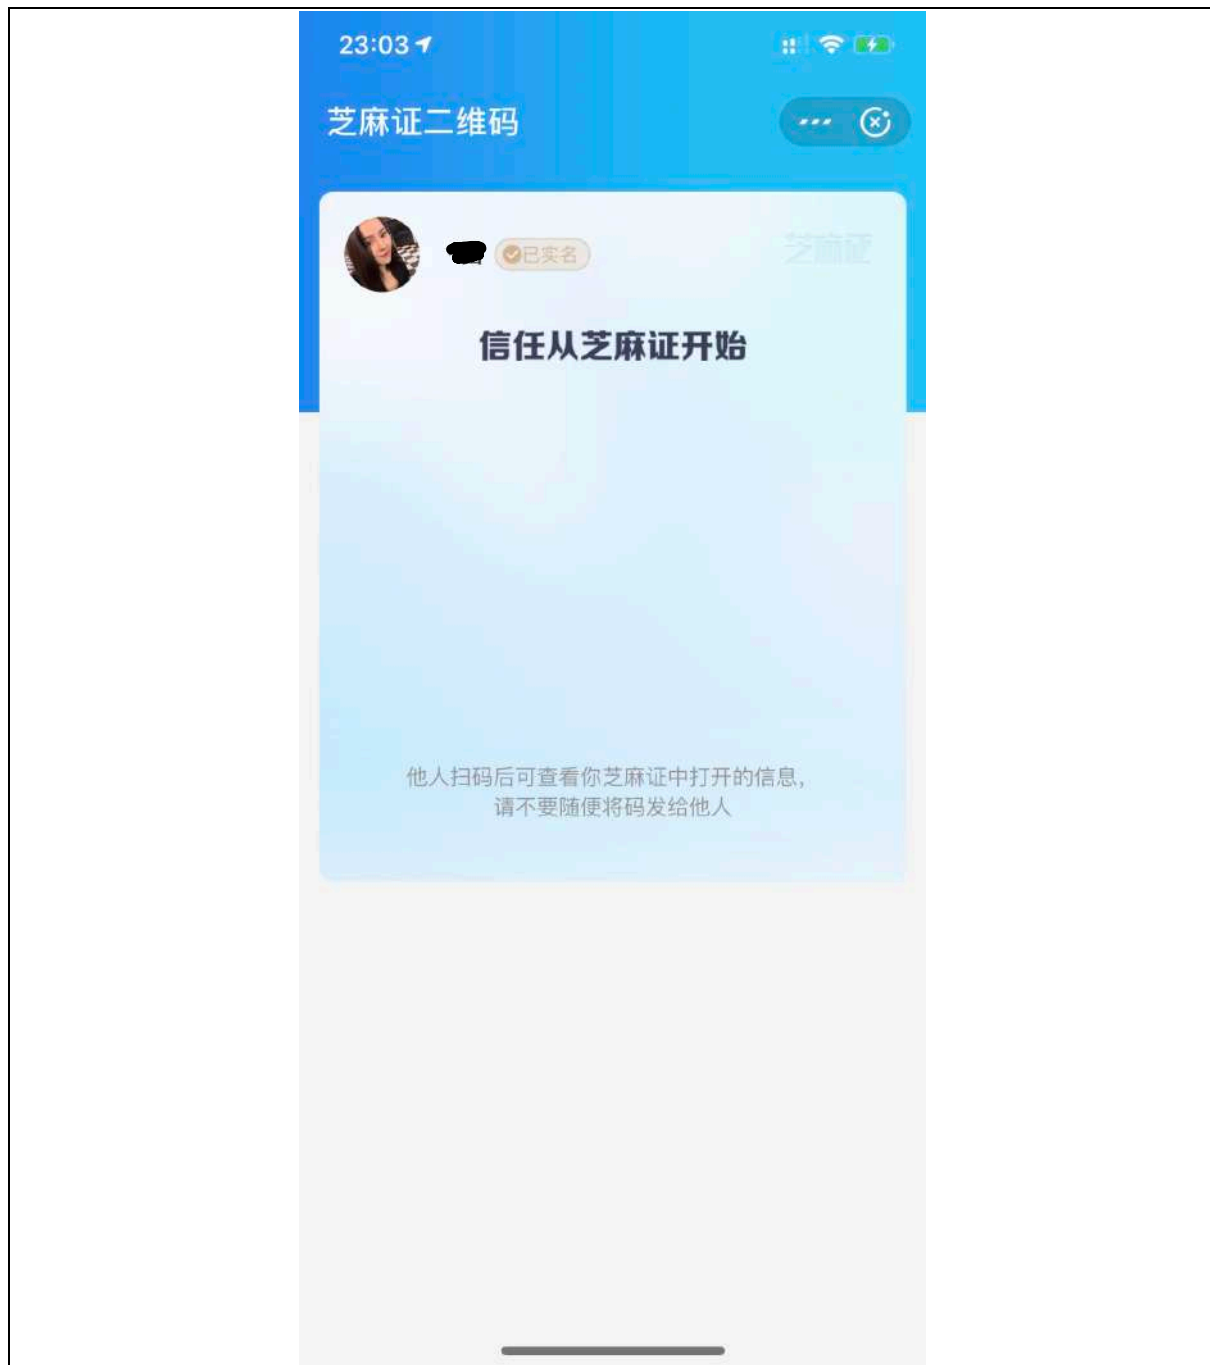 23:03
芝麻证二维码
已实名
芝麻证
信任从芝麻证开始
他人扫码后可查看你芝麻证中打开的信息，
请不要随便将码发给他人